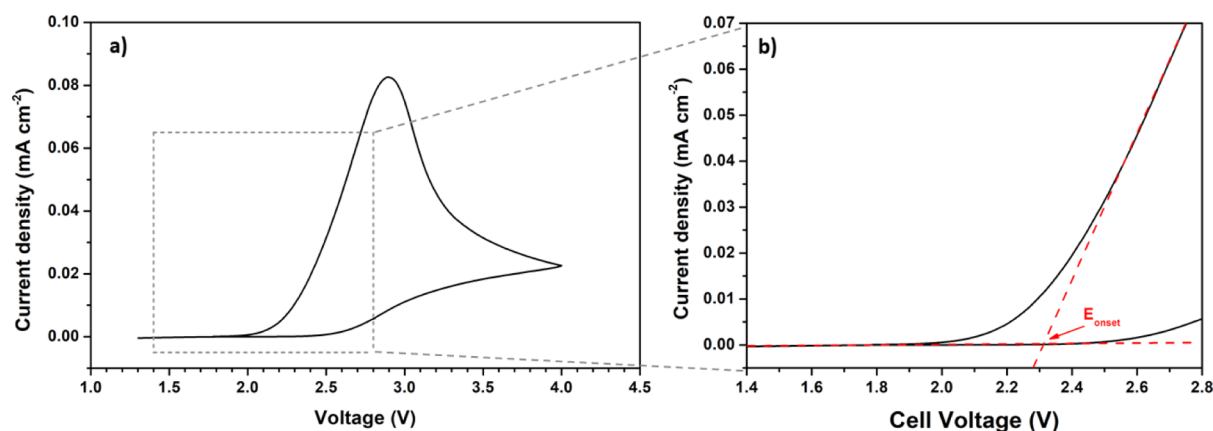 a)
Current density (mA cm-2)
0.10
0.08
0.06
0.04
0.02
0.00
1.0 1.5 2.0 2.5 3.0 3.5 4.0 4.5
Voltage (V)
b)
Current density (mA cm-2)
0.07
0.06
0.05
0.04
0.03
0.02
0.01
0.00
Eonset
1.4 1.6 1.8 2.0 2.2 2.4 2.6 2.8
Cell Voltage (V)